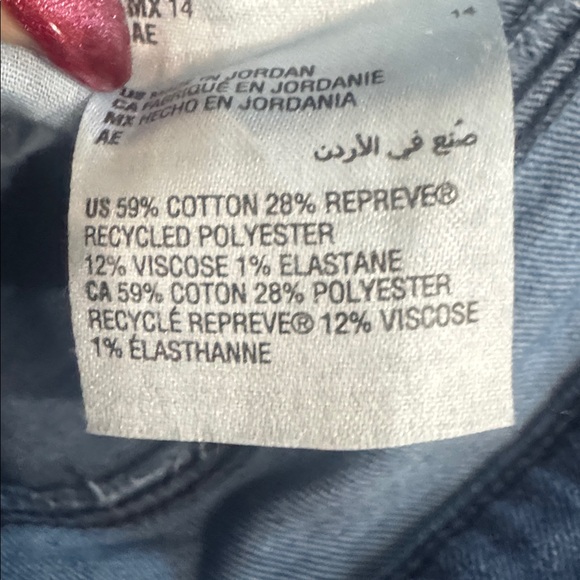 MX 14
AE
14
US M IN JORDAN
CA FABRIQUÉ EN JORDANIE
MX HECHO EN JORDANIA
AE
صُنع في الأردن
US 59% COTTON 28% REPREVE®
RECYCLED POLYESTER
12% VISCOSE 1% ELASTANE
CA 59% COTON 28% POLYESTER
RECYCLÉ REPREVE® 12% VISCOSE
1% ÉLASTHANNE